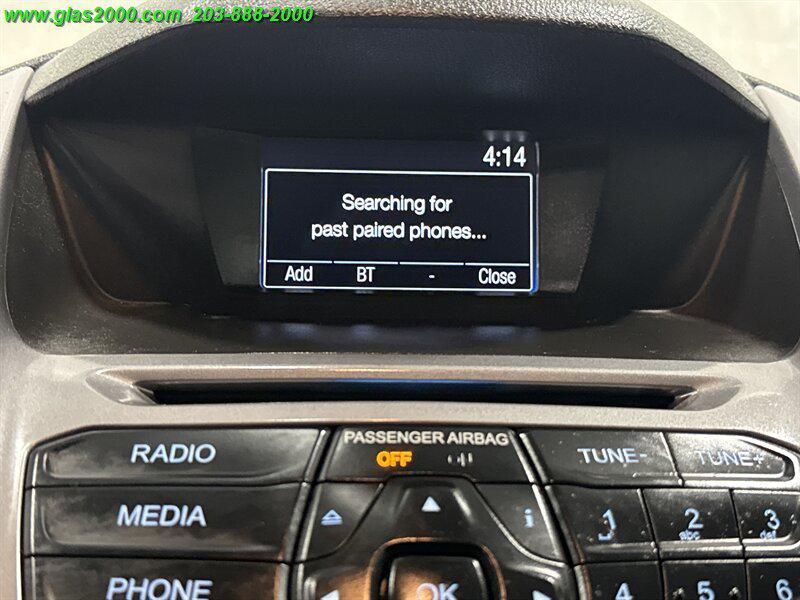 www.glas2000.com 203-888-2000
4:14
Searching for
past paired phones...
Add BT - Close
PASSENGER AIRBAG
OFF
RADIO
TUNE- TUNE+
MEDIA
i
1 2 abc 3 def
PHONE
OK
4 5 6